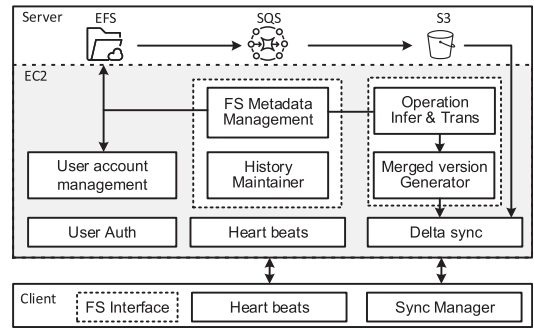 Server
EFS
SQS
S3
EC2
FS Metadata
Management
Operation
Infer & Trans
User account
management
History
Maintainer
Merged version
Generator
User Auth
Heart beats
Delta sync
Client
FS Interface
Heart beats
Sync Manager